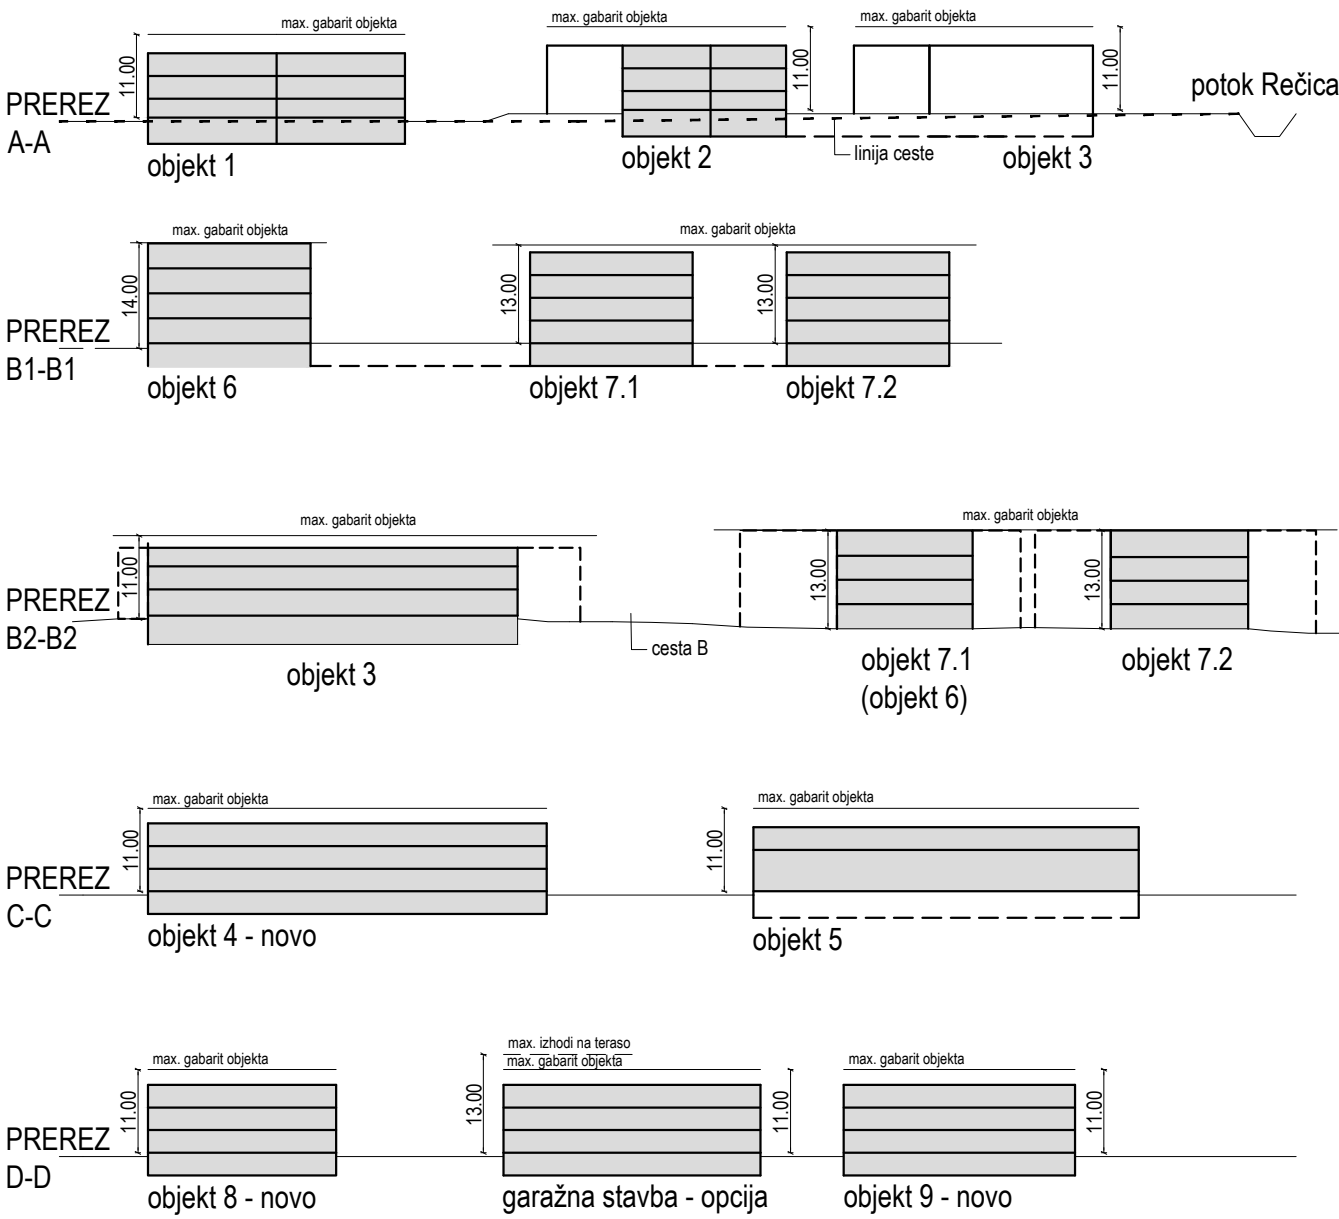 max. gabarit objekta
max. gabarit objekta
max. gabarit objekta
11.00
11.00
11.00
PREREZ
A-A
potok Rečica
objekt 1
objekt 2
linija ceste
objekt 3
max. gabarit objekta
max. gabarit objekta
14.00
13.00
13.00
PREREZ
B1-B1
objekt 6
objekt 7.1
objekt 7.2
max. gabarit objekta
max. gabarit objekta
11.00
13.00
13.00
PREREZ
B2-B2
cesta B
objekt 3
objekt 7.1
(objekt 6)
objekt 7.2
max. gabarit objekta
max. gabarit objekta
11.00
11.00
PREREZ
C-C
objekt 4 - novo
objekt 5
max. izhodi na teraso
max. gabarit objekta
max. gabarit objekta
max. gabarit objekta
11.00
13.00
11.00
11.00
PREREZ
D-D
objekt 8 - novo
garažna stavba - opcija
objekt 9 - novo